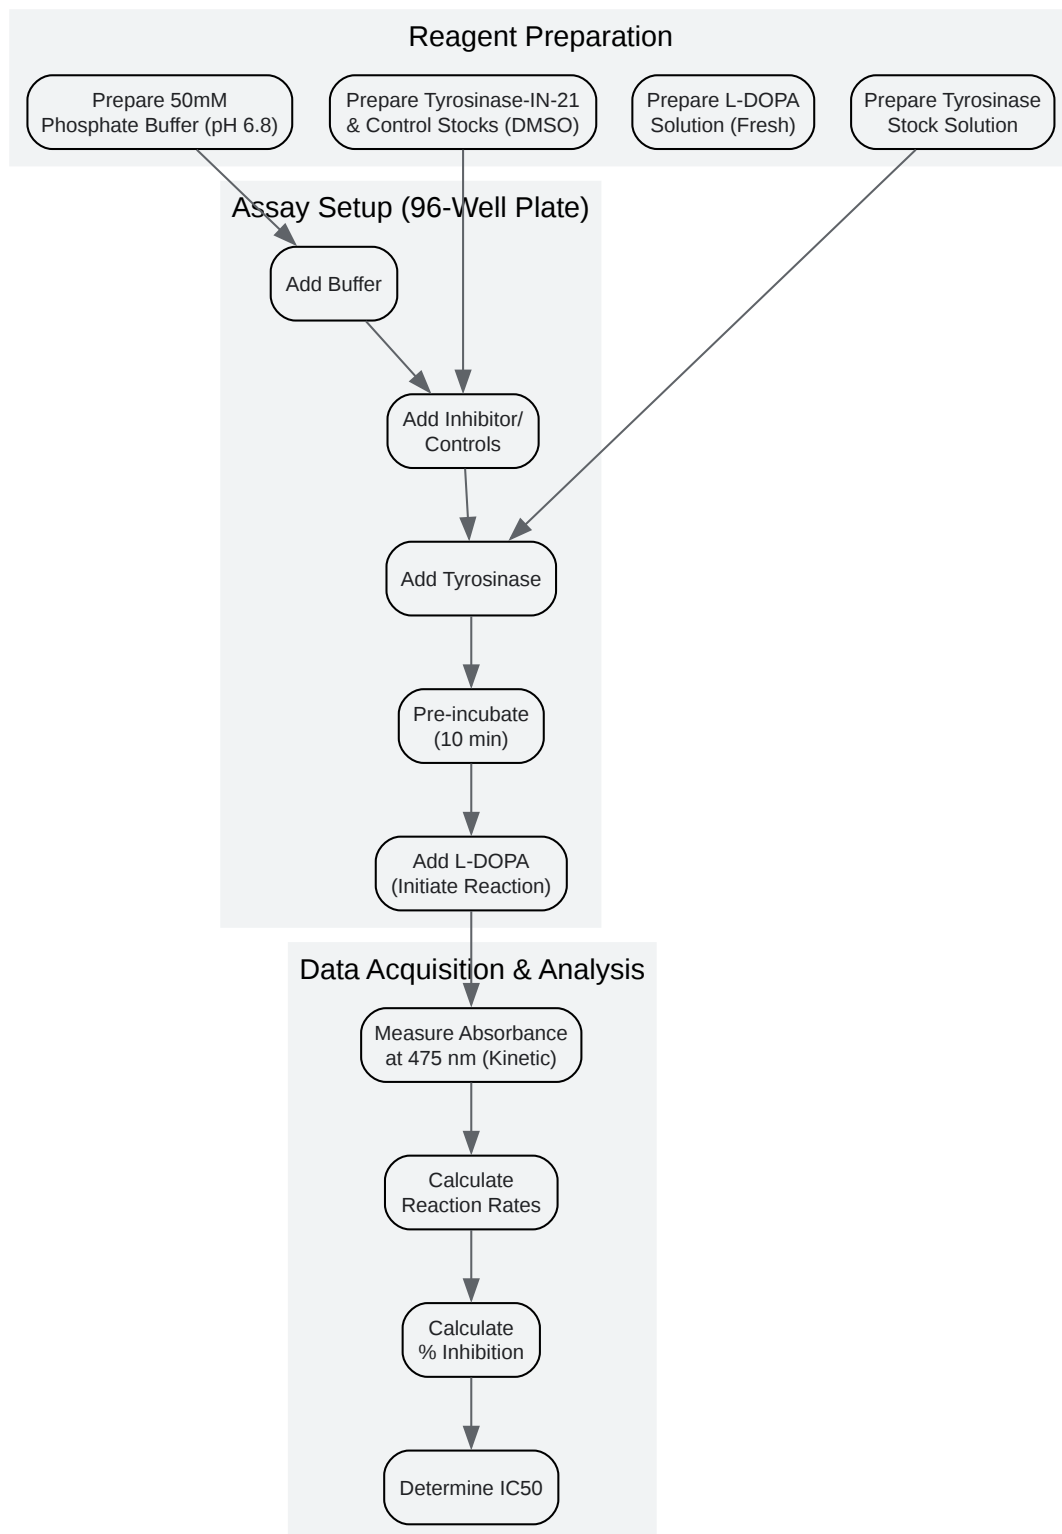 Reagent Preparation
Prepare 50mM
Phosphate Buffer (pH 6.8)
Prepare Tyrosinase-IN-21
& Control Stocks (DMSO)
Prepare L-DOPA
Solution (Fresh)
Prepare Tyrosinase
Stock Solution
Assay Setup (96-Well Plate)
Add Buffer
Add Inhibitor/
Controls
Add Tyrosinase
Pre-incubate
(10 min)
Add L-DOPA
(Initiate Reaction)
Data Acquisition & Analysis
Measure Absorbance
at 475 nm (Kinetic)
Calculate
Reaction Rates
Calculate
% Inhibition
Determine IC50